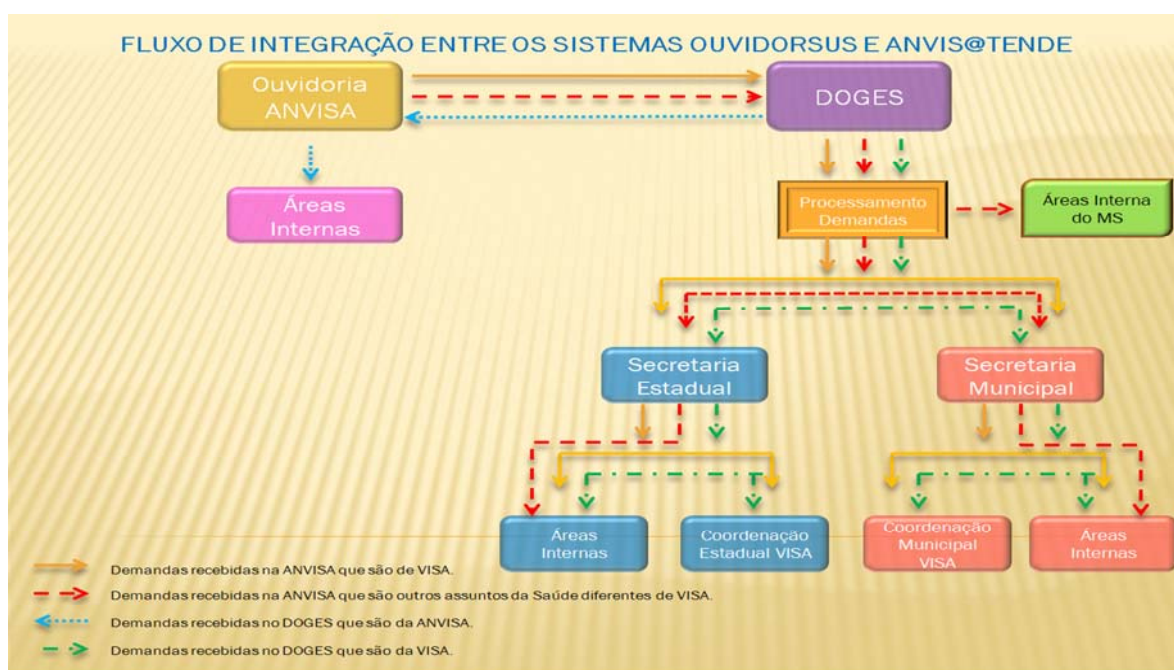 FLUXO DE INTEGRAÇÃO ENTRE OS SISTEMAS OUVIDORSUS E ANVIS@TENDE
Ouvidoria
ANVISA
DOGES
Áreas
Internas
Processamento
Demandas
Áreas Interna
do MS
Secretaria
Estadual
Secretaria
Municipal
Áreas
Internas
Coordenação
Estadual VISA
Coordenação
Municipal
VISA
Áreas
Internas
Demandas recebidas na ANVISA que são de VISA.
Demandas recebidas na ANVISA que são outros assuntos da Saúde diferentes de VISA.
Demandas recebidas no DOGES que são da ANVISA.
Demandas recebidas no DOGES que são da VISA.